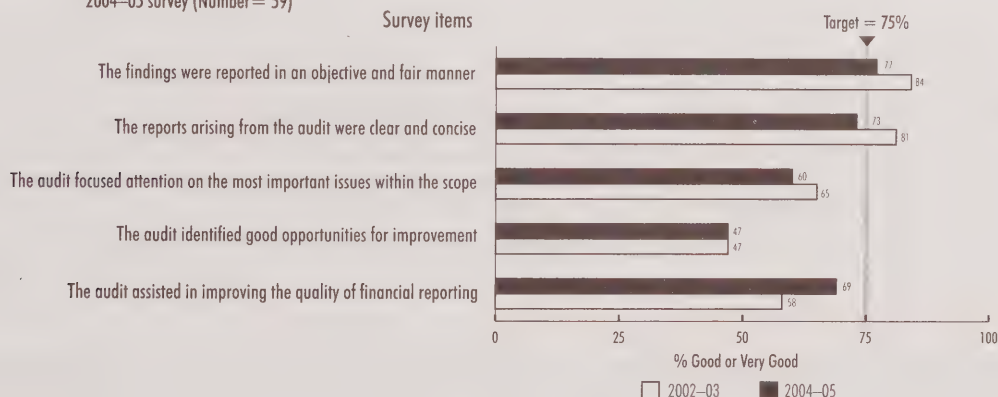 2004–05 survey (Number = 59)
Survey items
Target = 75%
The findings were reported in an objective and fair manner
77
84
The reports arising from the audit were clear and concise
73
81
The audit focused attention on the most important issues within the scope
60
65
The audit identified good opportunities for improvement
47
47
The audit assisted in improving the quality of financial reporting
69
58
0 25 50 75 100
% Good or Very Good
2002–03 2004–05